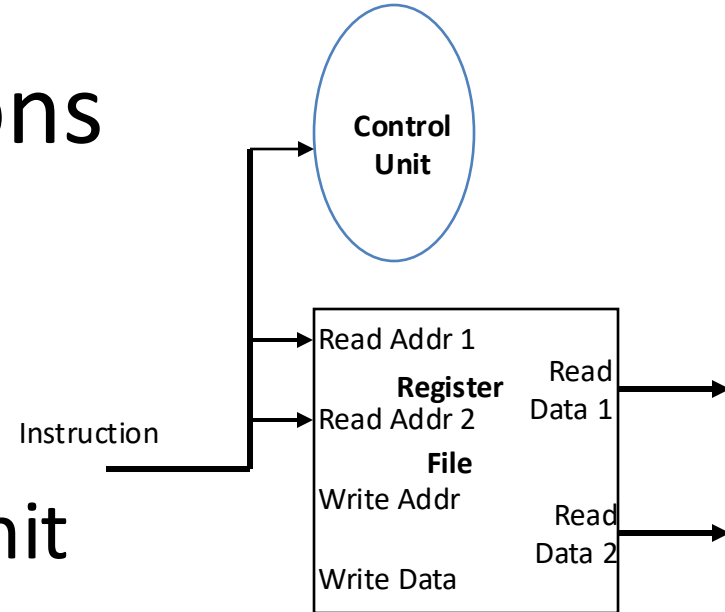 ons
Control
Unit
Read Addr 1
Register
Read
Data 1
Read Addr 2
Instruction
File
Write Addr
nit
Read
Data 2
Write Data